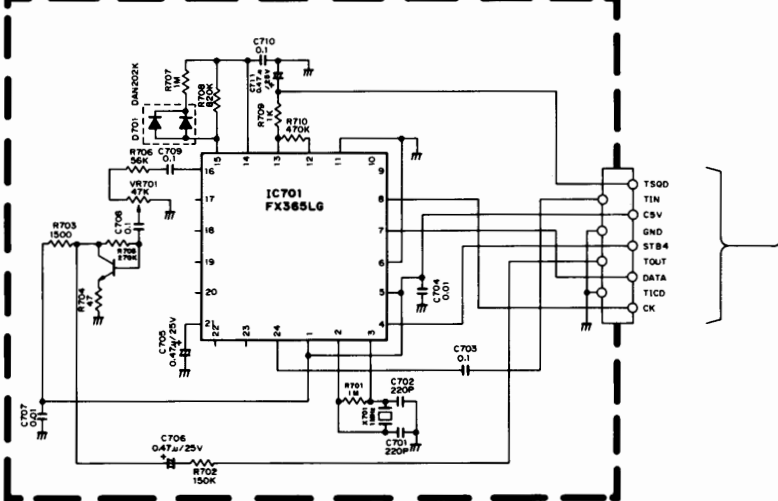 C710
0.1
C711
0.47μ
/25V
DAN202K
D701
R707
1M
R708
820K
R709
1K
R710
470K
R706
56K
C709
0.1
VR701
47K
C708
0.1
R703
1500
R705
270K
R704
47
15
14
13
12
11
10
16
17
18
19
20
21
IC701
FX365LG
9
8
7
6
5
4
22
23
24
1
2
3
C705
0.47μ/25V
+
C704
0.01
C703
0.1
R701
1M
X701
1MHz
C702
220P
C701
220P
C707
0.01
C706
0.47μ/25V
+
R702
150K
TSQD
TIN
C5V
GND
STB4
TOUT
DATA
TICD
CK